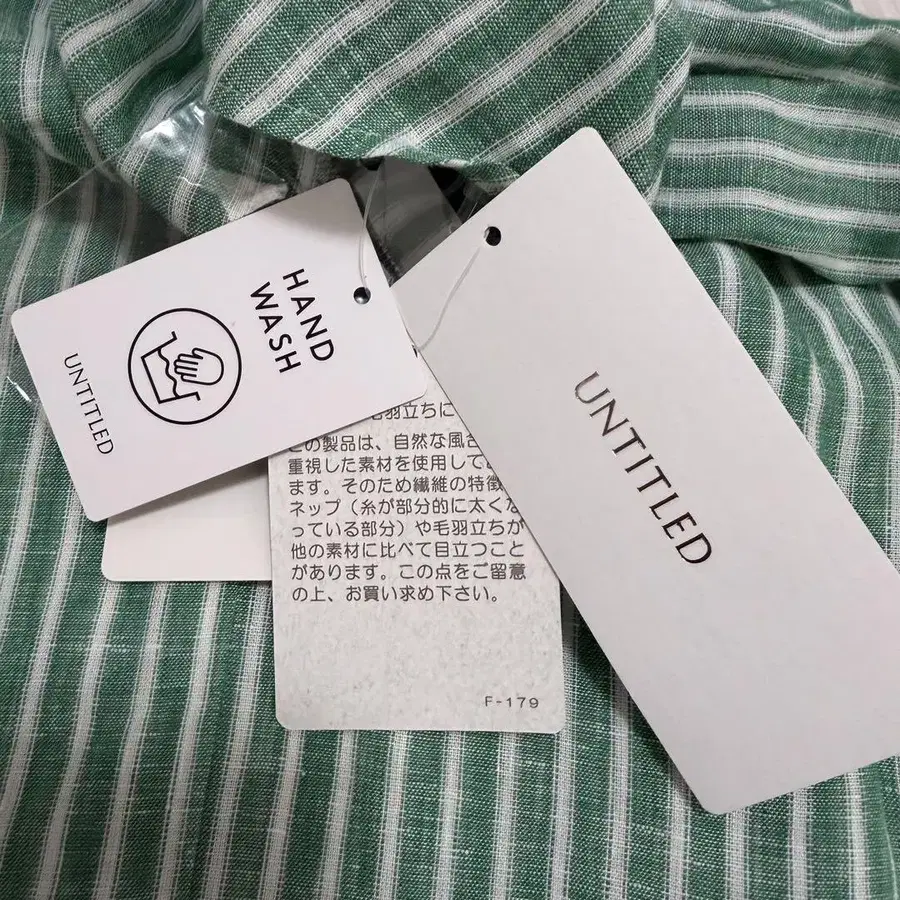 HAND
WASH
UNTITLED
UNTITLED
毛羽立ちに
この製品は、自然な風合
重視した素材を使用してお
ます。そのため繊維の特徴
ネップ(糸が部分的に太くな
っている部分)や毛羽立ちが
他の素材に比べて目立つこと
があります。この点をご留意
の上、お買い求め下さい。
F-179